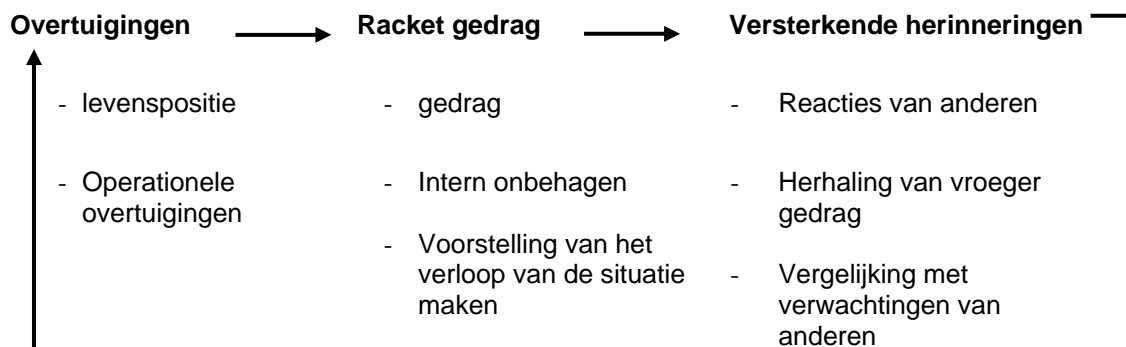 Overtuigingen
Racket gedrag
Versterkende herinneringen
- levenspositie
- gedrag
- Reacties van anderen
- Operationele
overtuigingen
- Intern onbehagen
- Herhaling van vroeger
gedrag
- Voorstelling van het
verloop van de situatie
maken
- Vergelijking met
verwachtingen van
anderen